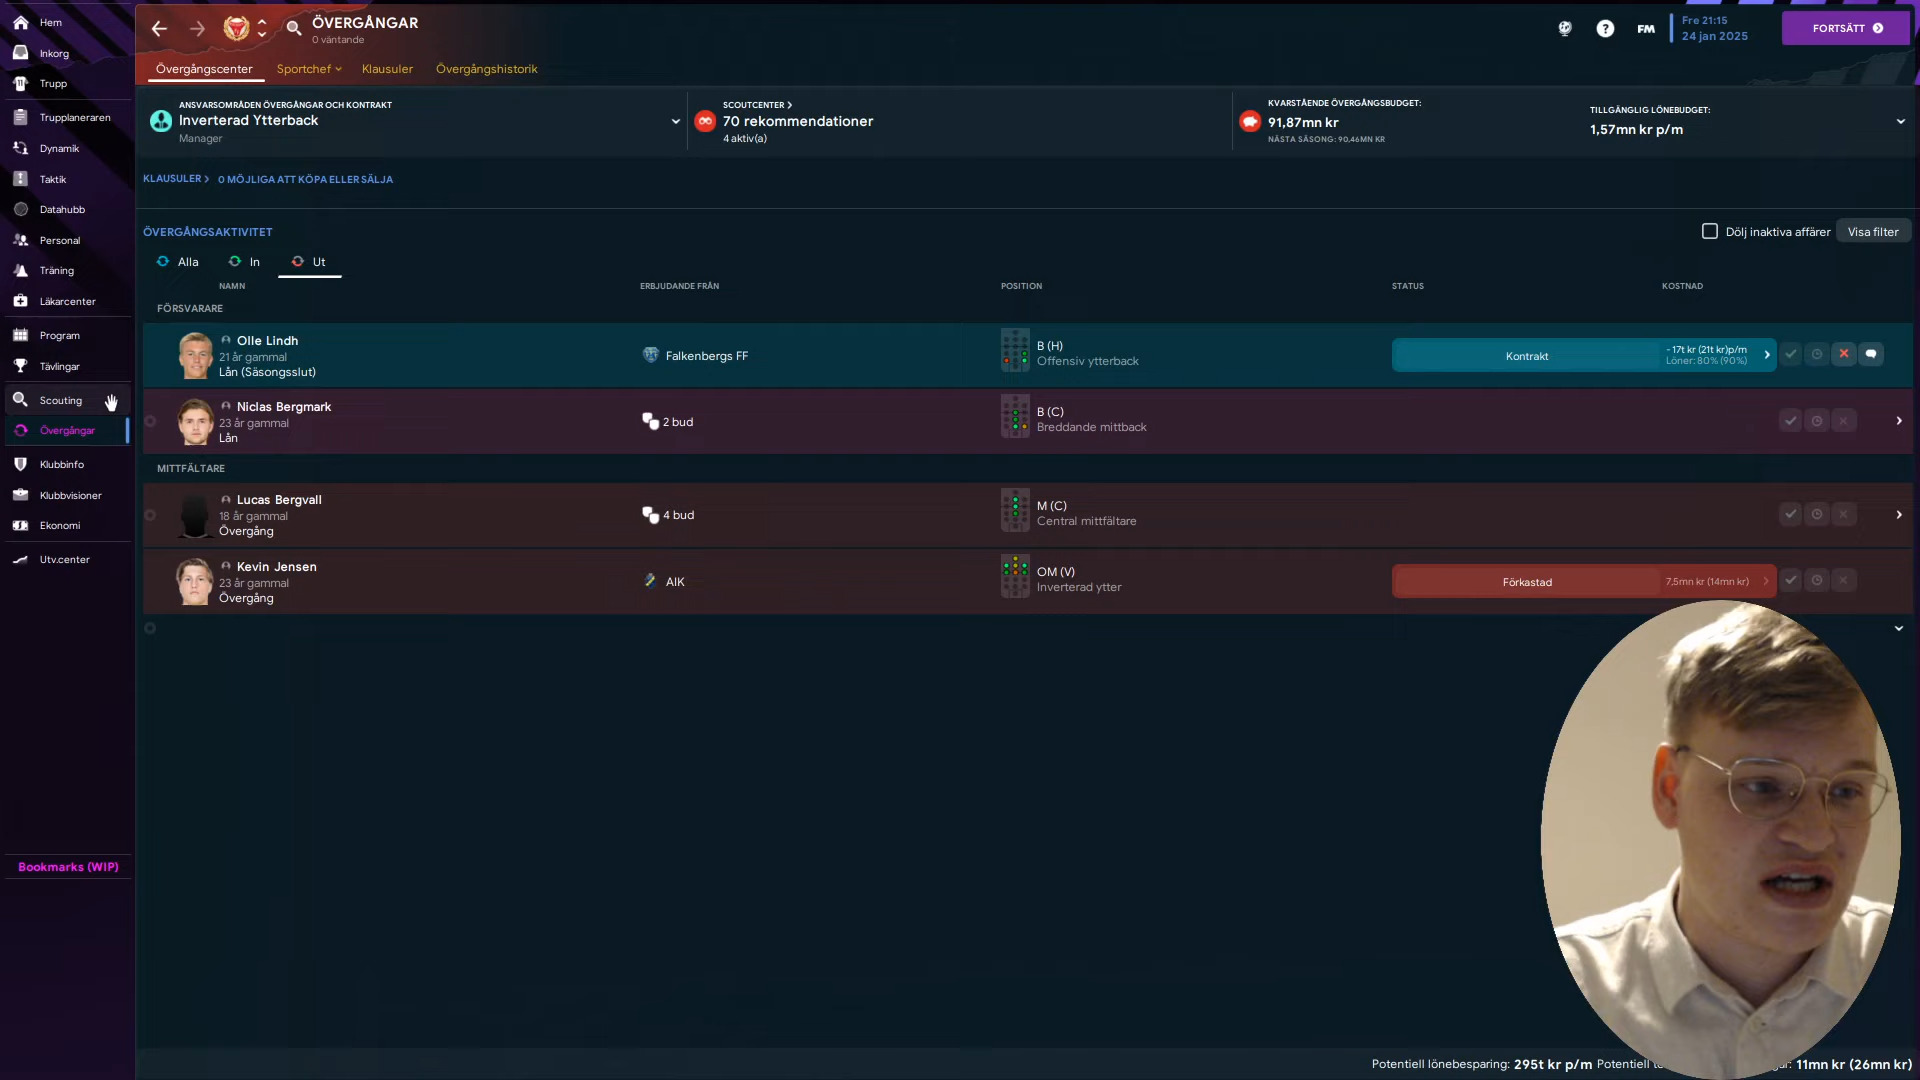 Hem
Inkorg
Trupp
Trupplaneraren
Dynamik
Taktik
Datahubb
Personal
Träning
Läkarcenter
Program
Tävlingar
Scouting
Övergångar
Klubbinfo
Klubbvisioner
Ekonomi
Utv.center
Bookmarks (WIP)
ÖVERGÅNGAR
0 väntande
FM
Fre 21:15
24 jan 2025
FORTSÄTT
Övergångscenter Sportchef Klausuler Övergångshistorik
ANSVARSOMRÅDEN ÖVERGÅNGAR OCH KONTRAKT
Inverterad Ytterback
Manager
SCOUTCENTER
70 rekommendationer
4 aktiv(a)
KVARSTÅENDE ÖVERGÅNGSBUDGET:
91,87mn kr
NÄSTA SÄSONG: 90,46MN KR
TILLGÄNGLIG LÖNEBUDGET:
1,57mn kr p/m
KLAUSULER 0 MÖJLIGA ATT KÖPA ELLER SÄLJA
ÖVERGÅNGSAKTIVITET
Dölj inaktiva affärer Visa filter
Alla In Ut
NAMN ERBJUDANDE FRÅN POSITION STATUS KOSTNAD
FÖRSVARARE
Olle Lindh
21 år gammal
Lån (Säsongsslut)
Falkenbergs FF
B (H)
Offensiv ytterback
Kontrakt
- 17t kr (21t kr)p/m
Löner: 80% (90%)
Niclas Bergmark
23 år gammal
Lån
2 bud
B (C)
Breddande mittback
MITTFÄLTARE
Lucas Bergvall
18 år gammal
Övergång
4 bud
M (C)
Central mittfältare
Kevin Jensen
23 år gammal
Övergång
AIK
OM (V)
Inverterad ytter
Förkastad
7,5mn kr (14mn kr)
Potentiell lönebesparing: 295t kr p/m Potentiell 11mn kr (26mn kr)